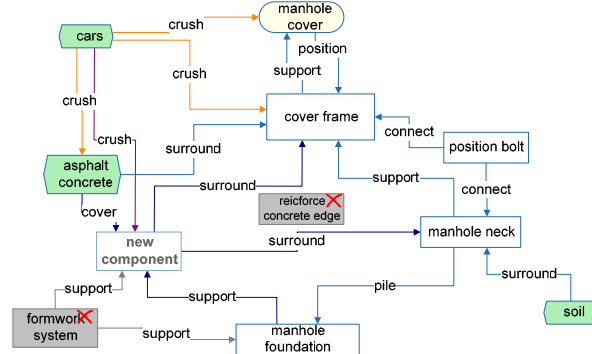 manhole
cover
crush
cars
position
crush
support
crush
cover frame
connect
crush
surround
position bolt
asphalt
concrete
support
connect
surround
reicforce
concrete edge
cover
manhole neck
surround
new
component
surround
pile
support
support
soil
formwork
system
support
manhole
foundation